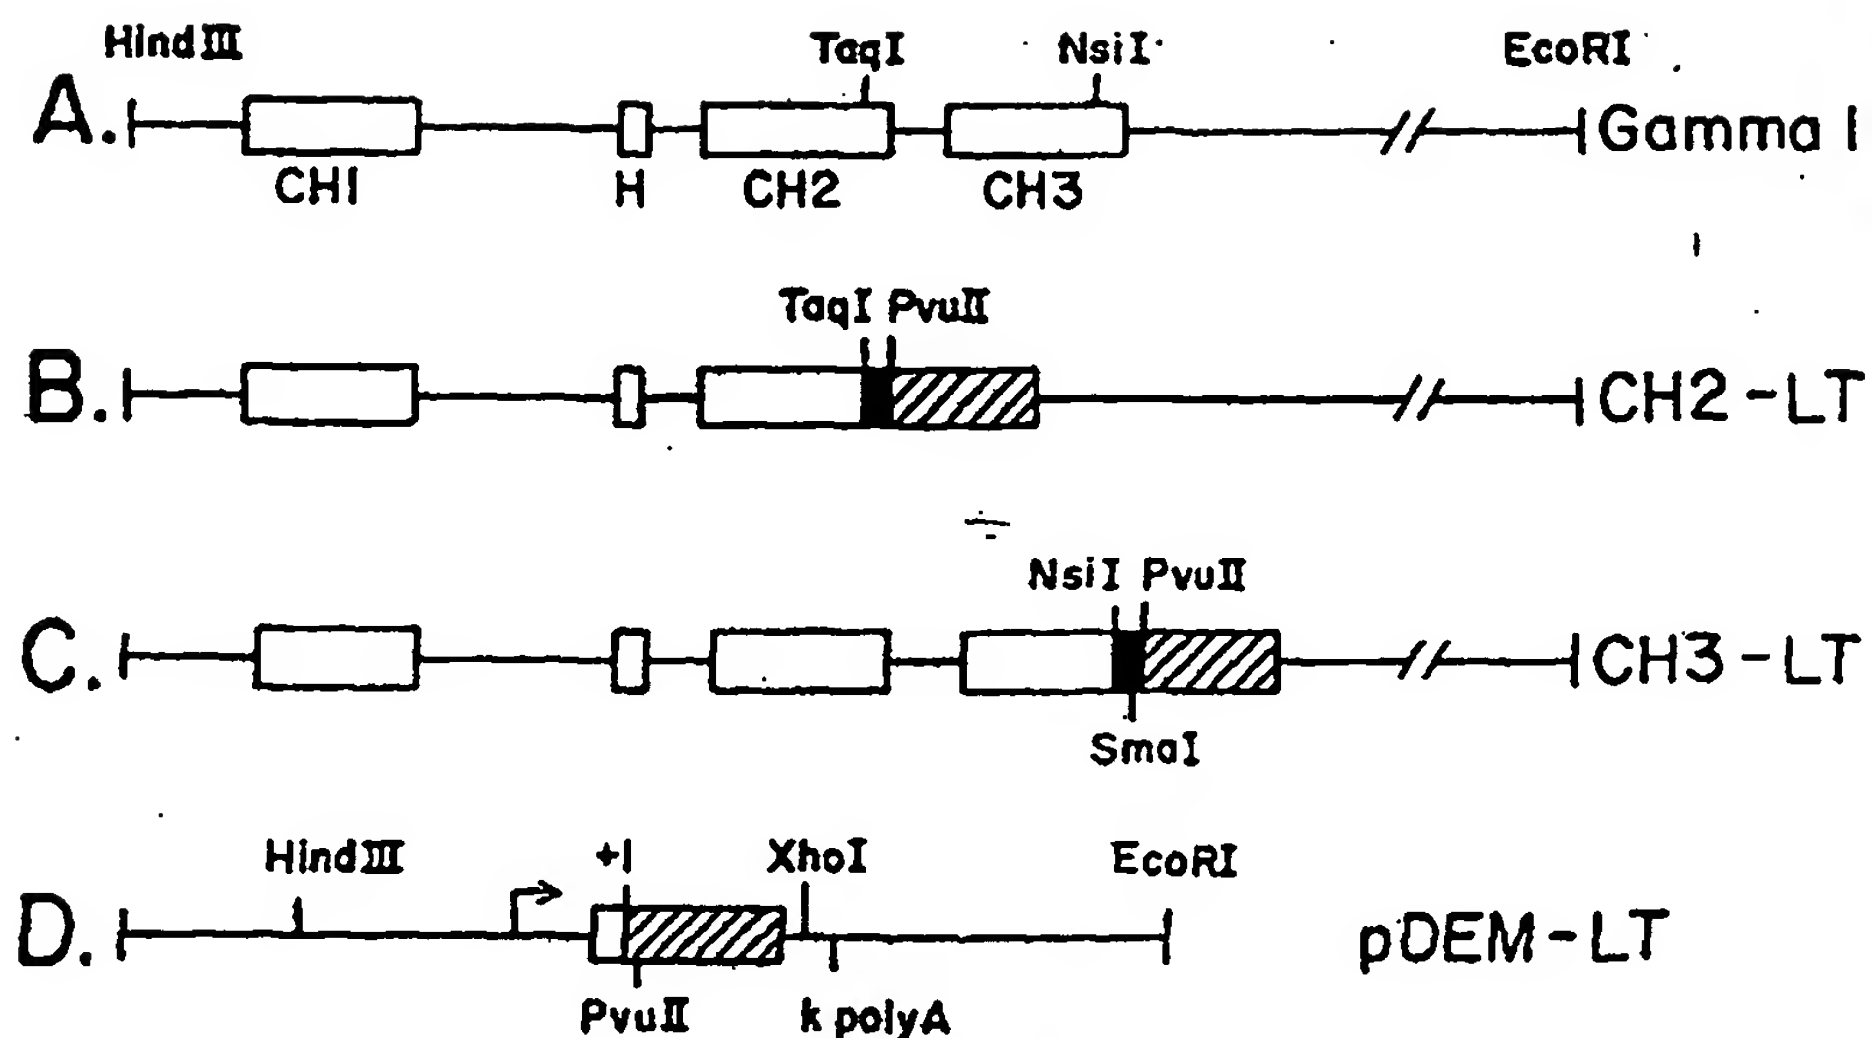 HindIII TaqI NsiI EcoRI
A. Gamma 1
CH1 H CH2 CH3
TaqI PvuII
B. CH2-LT
NsiI PvuII
C. CH3-LT
SmaI
HindIII +1 XhoI EcoRI
D. pDEM-LT
PvuII k polyA